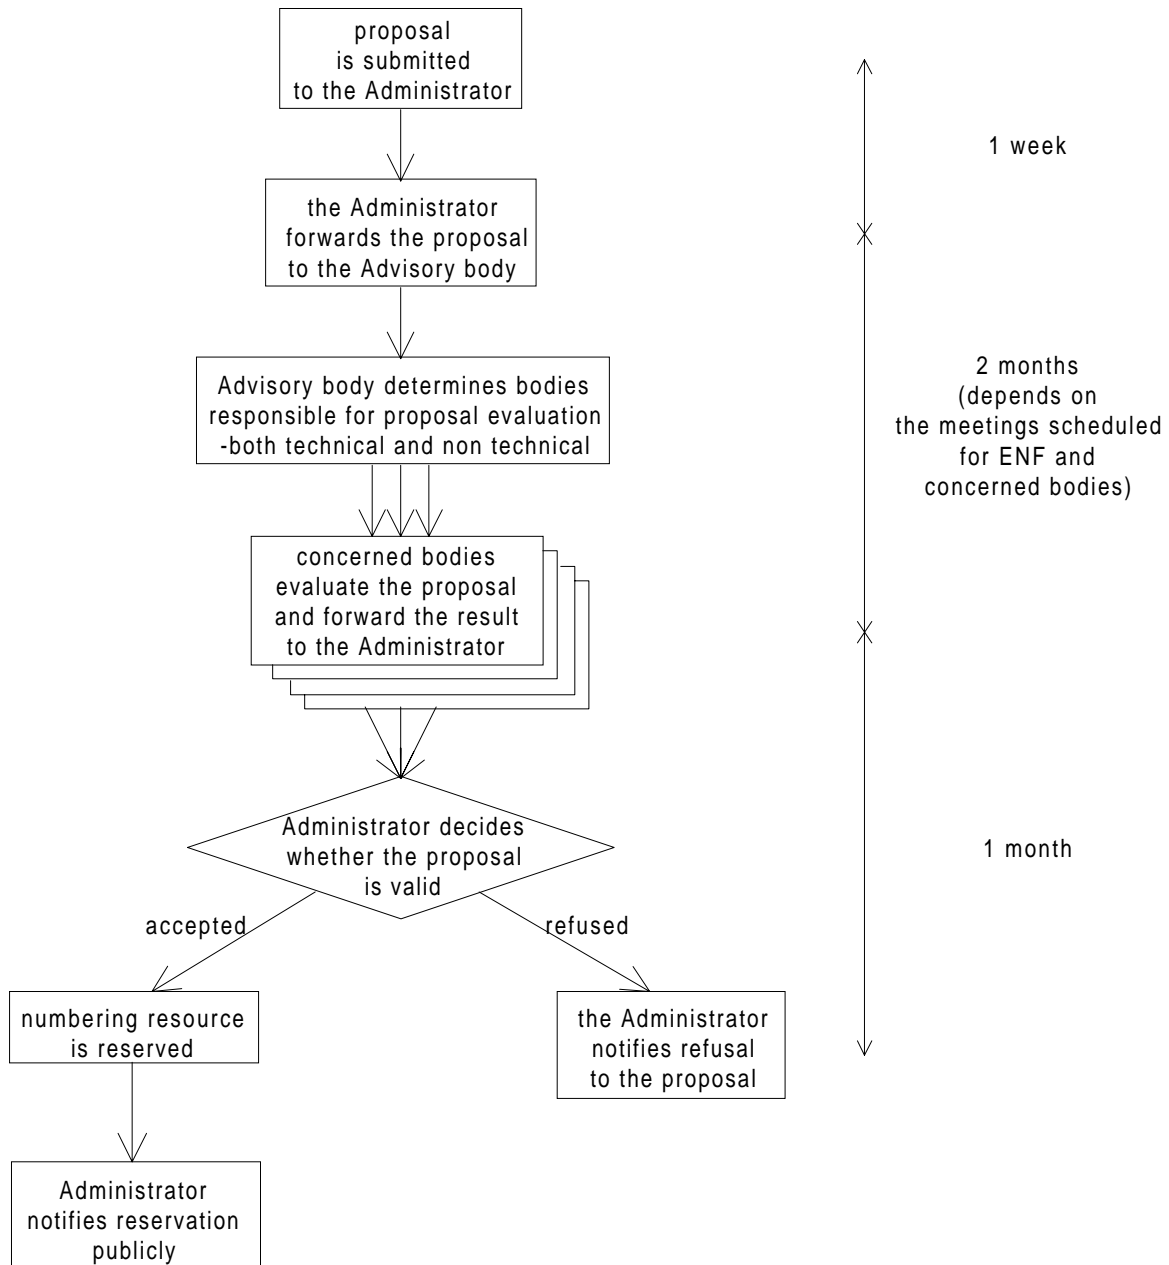 proposal
is submitted
to the Administrator
1 week
the Administrator
forwards the proposal
to the Advisory body
Advisory body determines bodies
responsible for proposal evaluation
-both technical and non technical
2 months
(depends on
the meetings scheduled
for ENF and
concerned bodies)
concerned bodies
evaluate the proposal
and forward the result
to the Administrator
Administrator decides
whether the proposal
is valid
1 month
accepted
refused
numbering resource
is reserved
the Administrator
notifies refusal
to the proposal
Administrator
notifies reservation
publicly